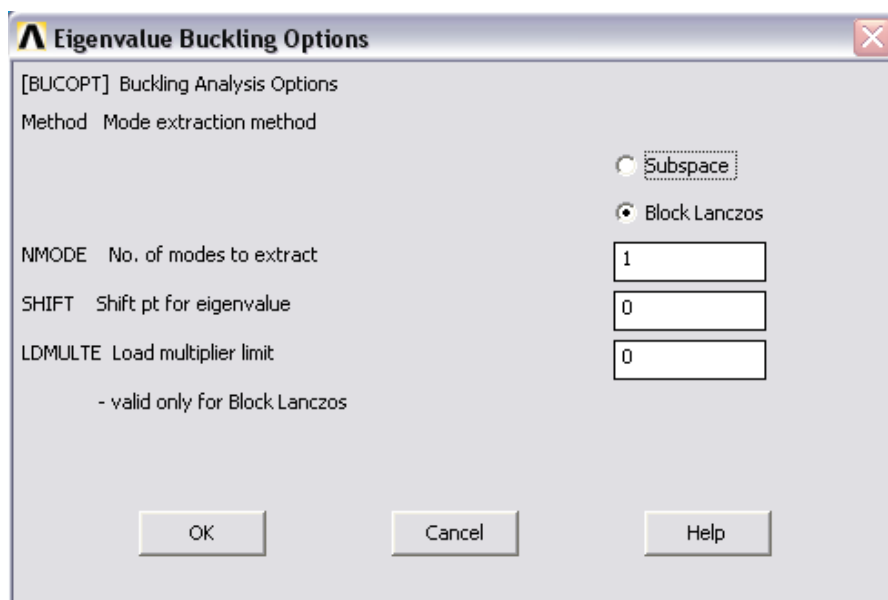 Eigenvalue Buckling Options
[BUCOPT] Buckling Analysis Options
Method Mode extraction method
Subspace
Block Lanczos
NMODE No. of modes to extract 1
SHIFT Shift pt for eigenvalue 0
LDMULTE Load multiplier limit 0
- valid only for Block Lanczos
OK Cancel Help